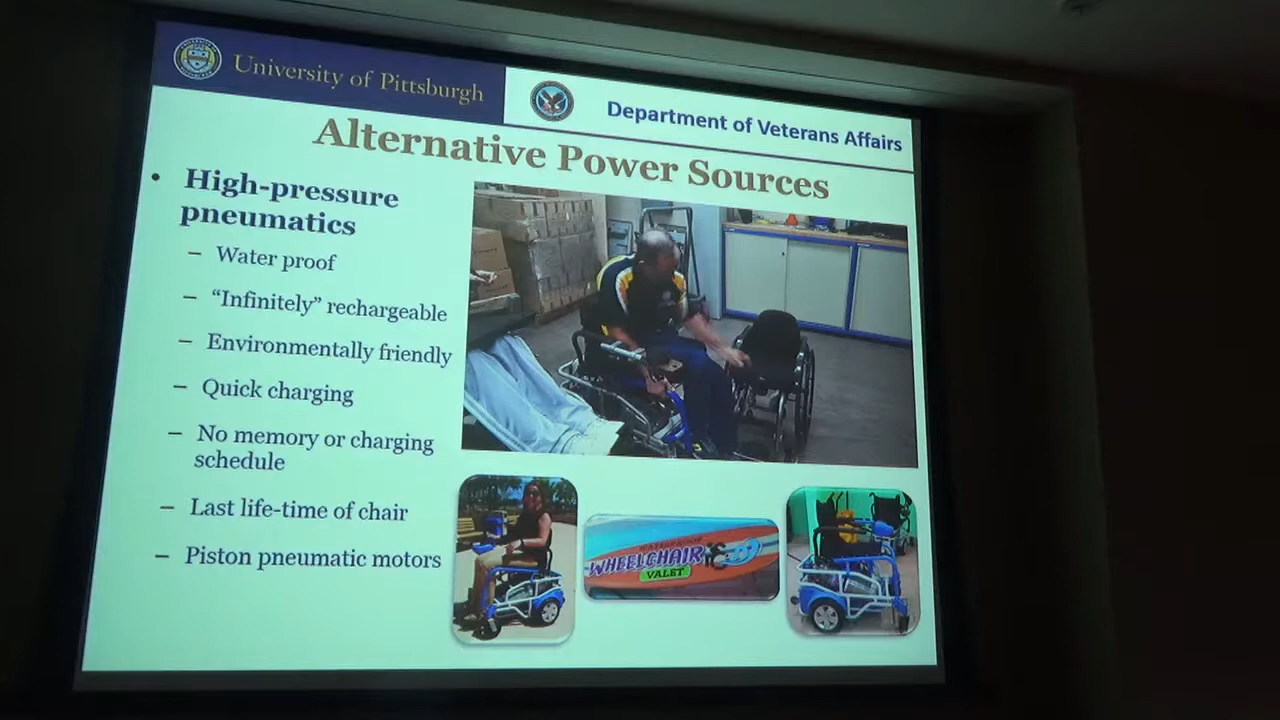 University of Pittsburgh
Department of Veterans Affairs
Alternative Power Sources
• High-pressure
pneumatics
– Water proof
– “Infinitely” rechargeable
– Environmentally friendly
– Quick charging
– No memory or charging
schedule
– Last life-time of chair
– Piston pneumatic motors
WATERPROOF
WHEELCHAIR
VALET